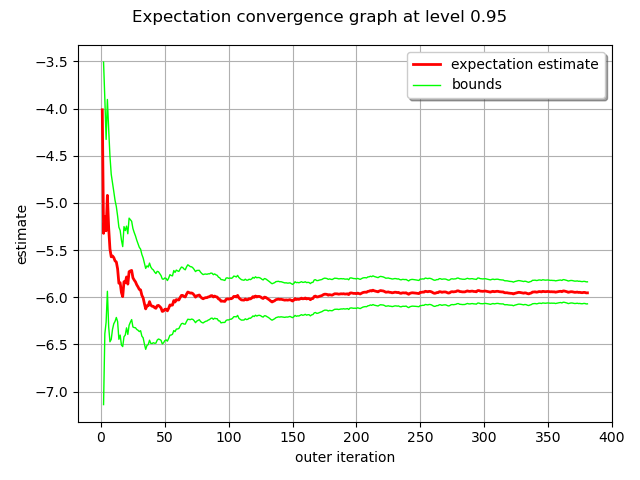 Expectation convergence graph at level 0.95
expectation estimate
bounds
−3.5
−4.0
−4.5
−5.0
−5.5
−6.0
−6.5
−7.0
estimate
0 50 100 150 200 250 300 350 400
outer iteration